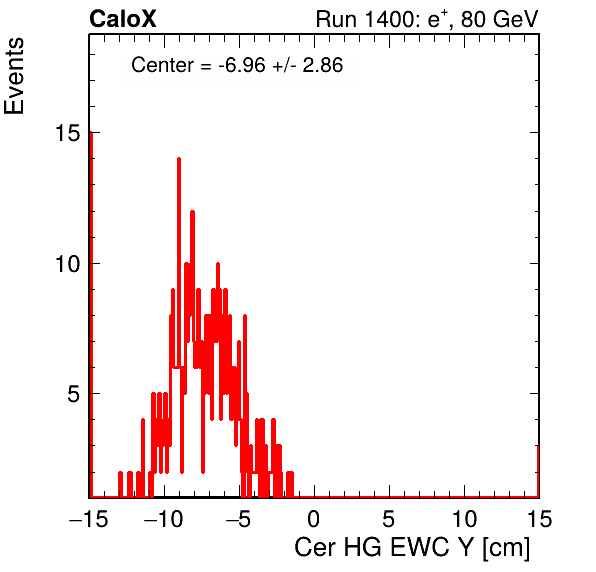 CaloX Run 1400: e⁺, 80 GeV
Center = -6.96 +/- 2.86
Events
15
10
5
−15 −10 −5 0 5 10 15
Cer HG EWC Y [cm]